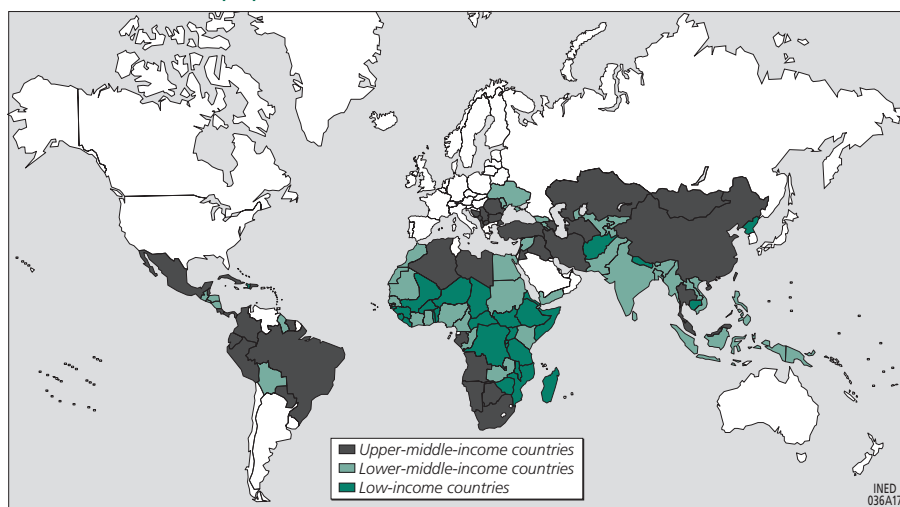 Upper-middle-income countries
Lower-middle-income countries
Low-income countries
INED
036A17